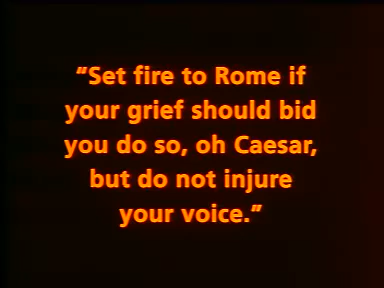 “Set fire to Rome if
your grief should bid
you do so, oh Caesar,
but do not injure
your voice.”